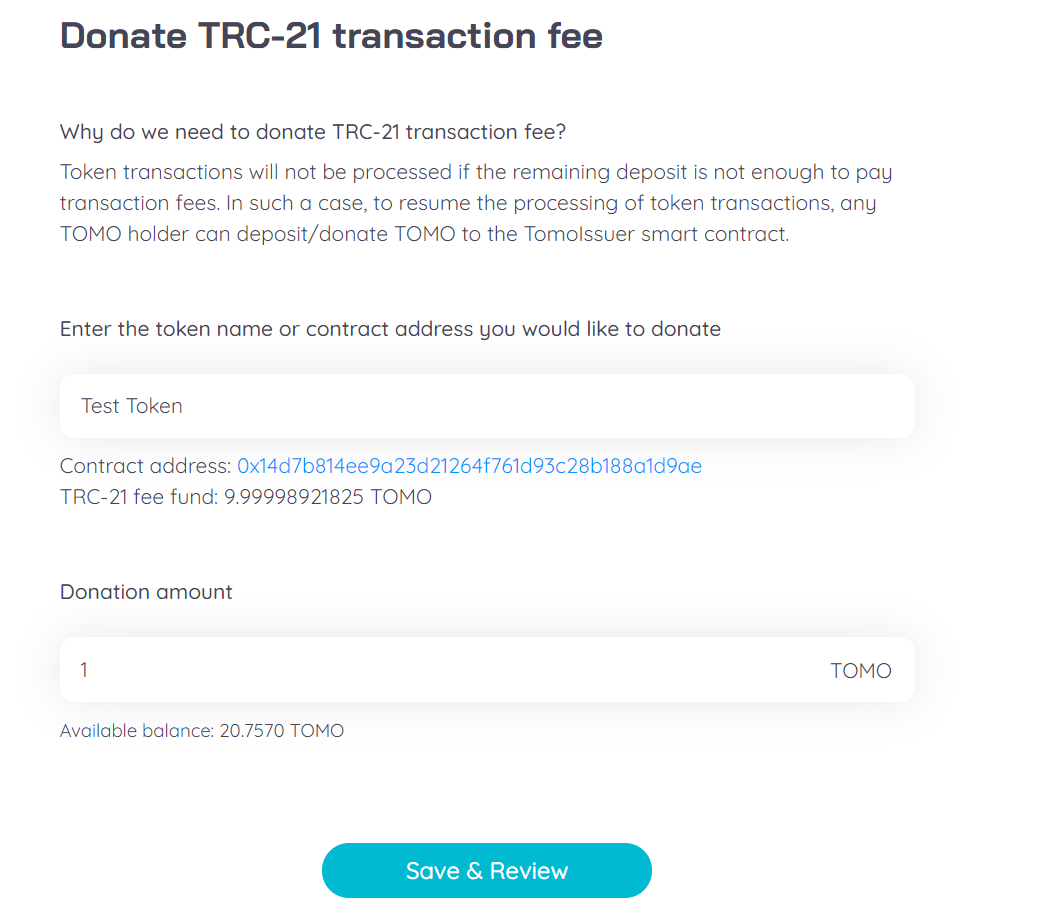 Donate TRC-21 transaction fee
Why do we need to donate TRC-21 transaction fee?
Token transactions will not be processed if the remaining deposit is not enough to pay
transaction fees. In such a case, to resume the processing of token transactions, any
TOMO holder can deposit/donate TOMO to the TomoIssuer smart contract.
Enter the token name or contract address you would like to donate
Test Token
Contract address: 0x14d7b814ee9a23d21264f761d93c28b188a1d9ae
TRC-21 fee fund: 9.99998921825 TOMO
Donation amount
1 TOMO
Available balance: 20.7570 TOMO
Save & Review